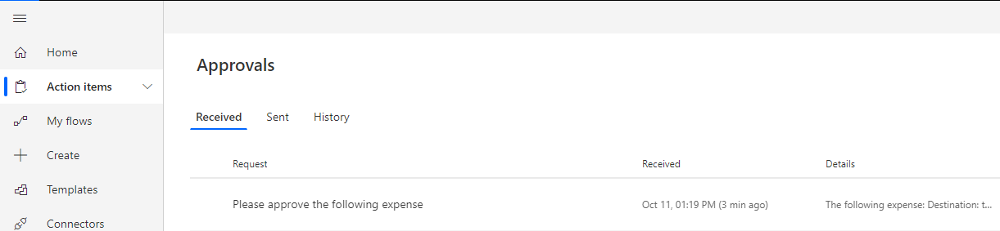 Home
Action items
My flows
Create
Templates
Connectors
Approvals
Received Sent History
Request Received Details
Please approve the following expense Oct 11, 01:19 PM (3 min ago) The following expense: Destination: t...